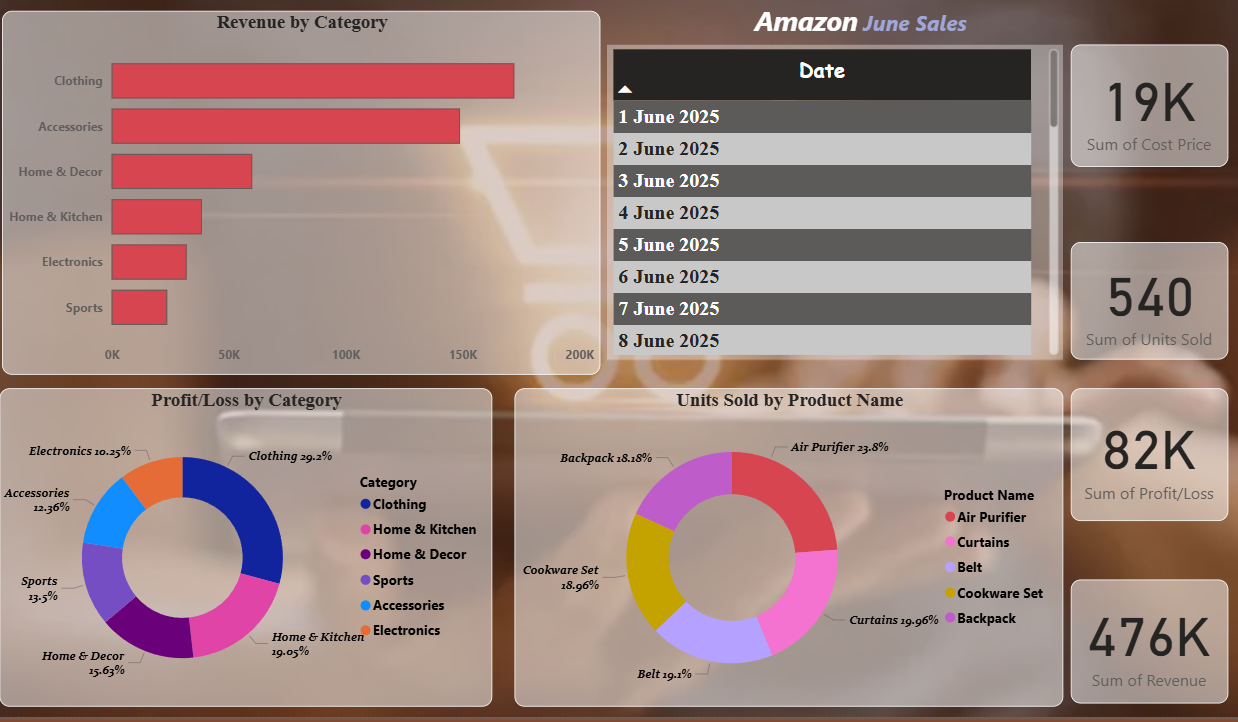 Revenue by Category
Clothing
Accessories
Home & Decor
Home & Kitchen
Electronics
Sports
0K 50K 100K 150K 200K
Amazon June Sales
Date
1 June 2025
2 June 2025
3 June 2025
4 June 2025
5 June 2025
6 June 2025
7 June 2025
8 June 2025
19K
Sum of Cost Price
540
Sum of Units Sold
Profit/Loss by Category
Electronics 10.25%
Clothing 29.2%
Accessories
12.36%
Sports
13.5%
Home & Decor
15.63%
Home & Kitchen
19.05%
Category
Clothing
Home & Kitchen
Home & Decor
Sports
Accessories
Electronics
Units Sold by Product Name
Backpack 18.18%
Air Purifier 23.8%
Cookware Set
18.96%
Curtains 19.96%
Belt 19.1%
Product Name
Air Purifier
Curtains
Belt
Cookware Set
Backpack
82K
Sum of Profit/Loss
476K
Sum of Revenue